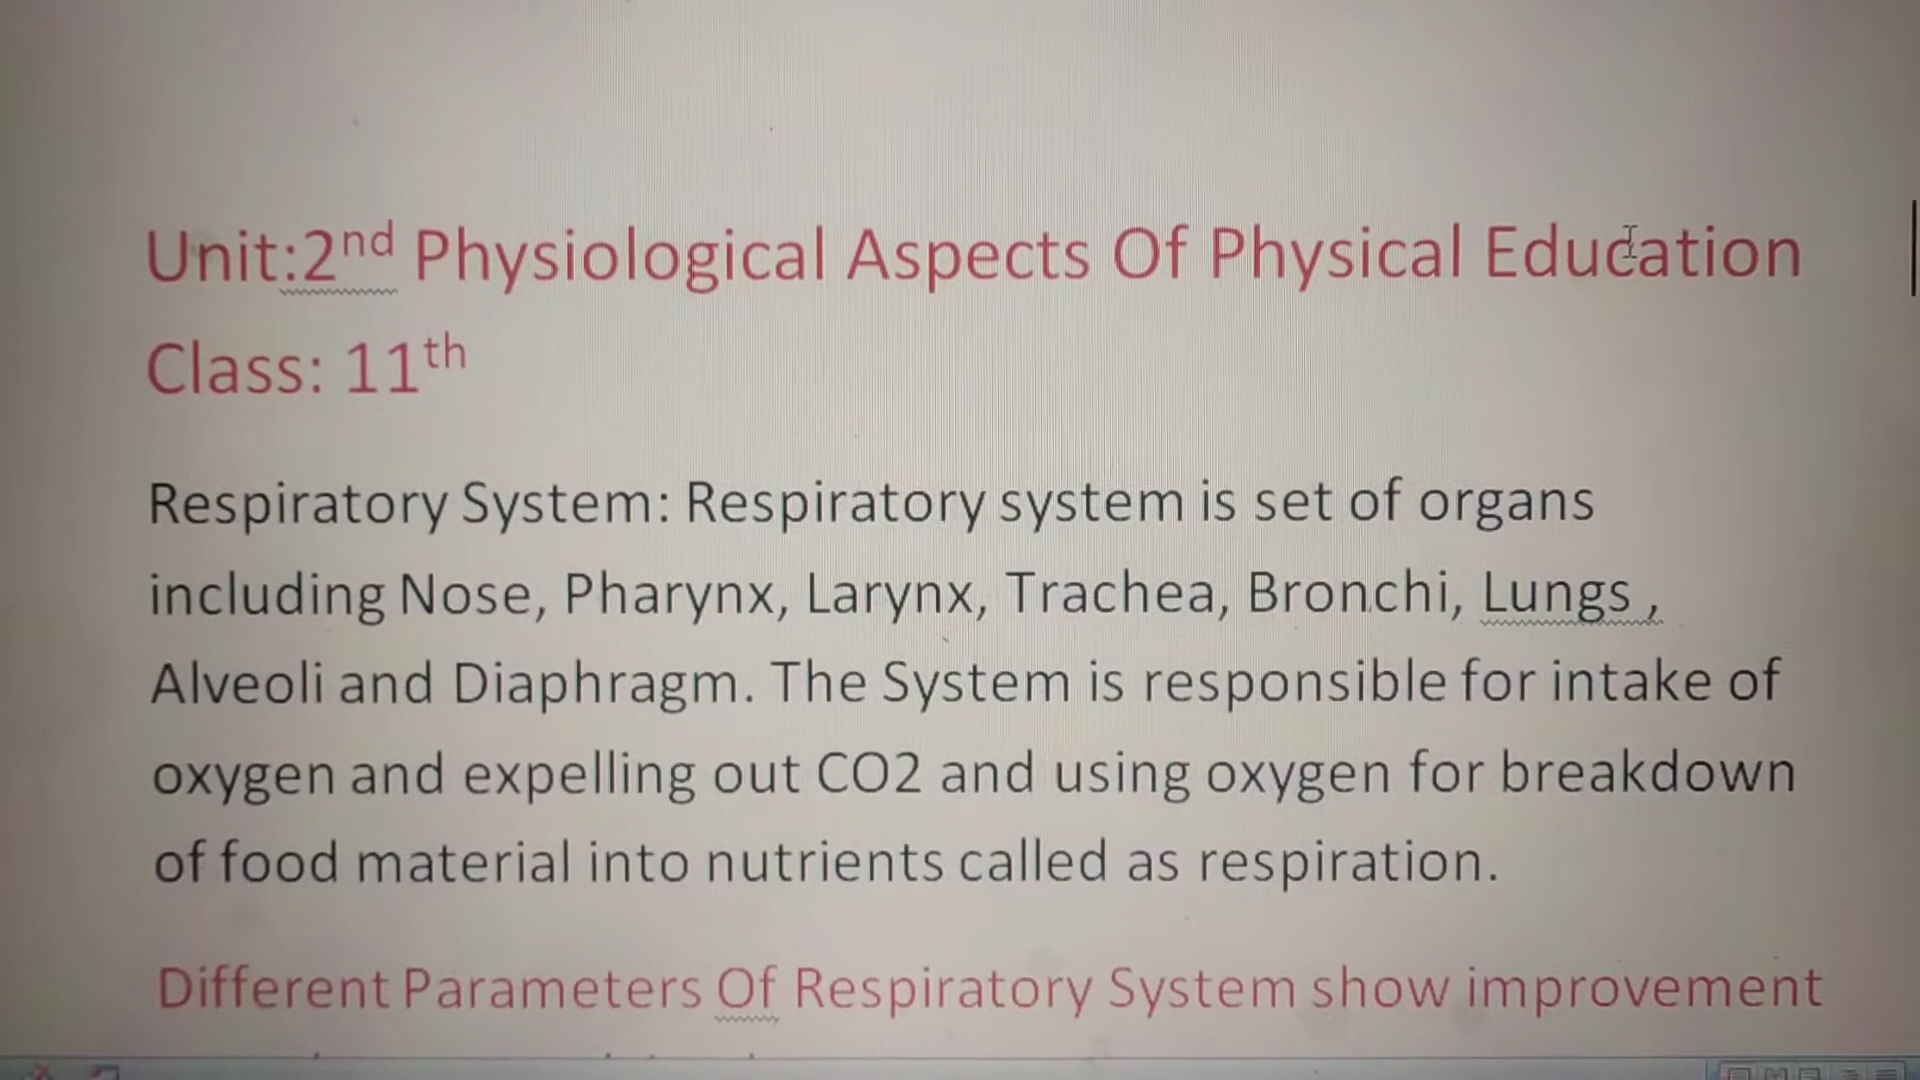 Unit:2nd Physiological Aspects Of Physical Education
Class: 11th
Respiratory System: Respiratory system is set of organs
including Nose, Pharynx, Larynx, Trachea, Bronchi, Lungs ,
Alveoli and Diaphragm. The System is responsible for intake of
oxygen and expelling out CO2 and using oxygen for breakdown
of food material into nutrients called as respiration.
Different Parameters Of Respiratory System show improvement